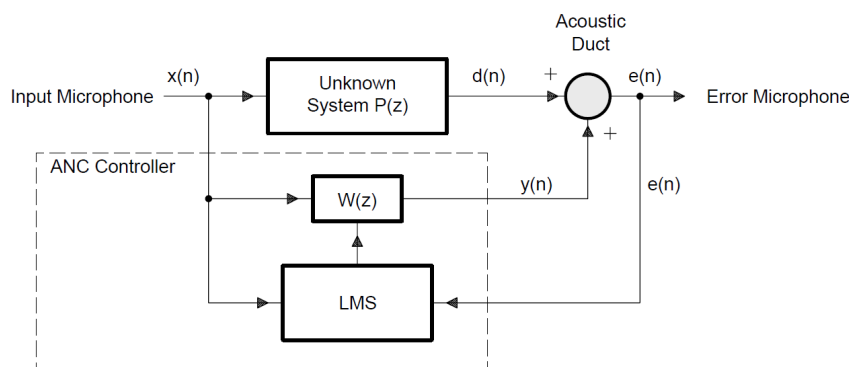 Acoustic
Duct
x(n)
Unknown
System P(z)
d(n)
+
e(n)
Input Microphone
Error Microphone
+
ANC Controller
W(z)
y(n)
e(n)
LMS